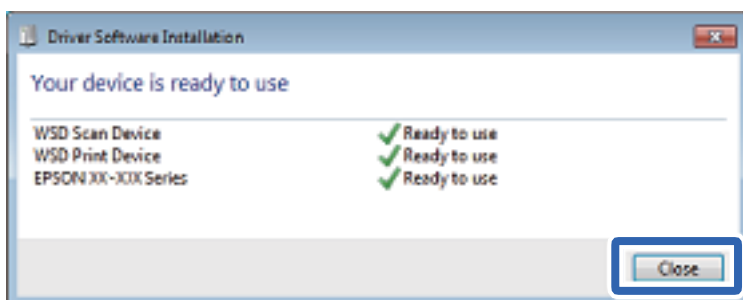 Driver Software Installation
Your device is ready to use
WSD Scan Device Ready to use
WSD Print Device Ready to use
EPSON XX-XXX Series Ready to use
Close